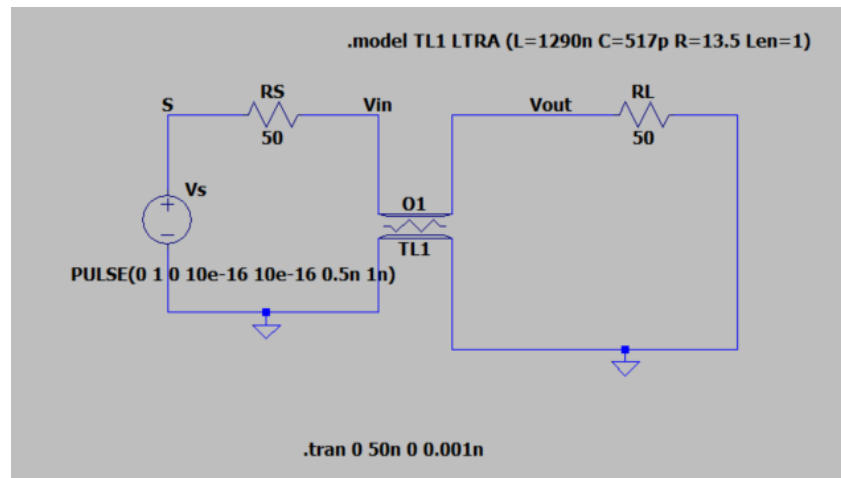 .model TL1 LTRA (L=1290n C=517p R=13.5 Len=1)
S
RS
50
Vin
Vout
RL
50
Vs
O1
TL1
PULSE(0 1 0 10e-16 10e-16 0.5n 1n)
.tran 0 50n 0 0.001n